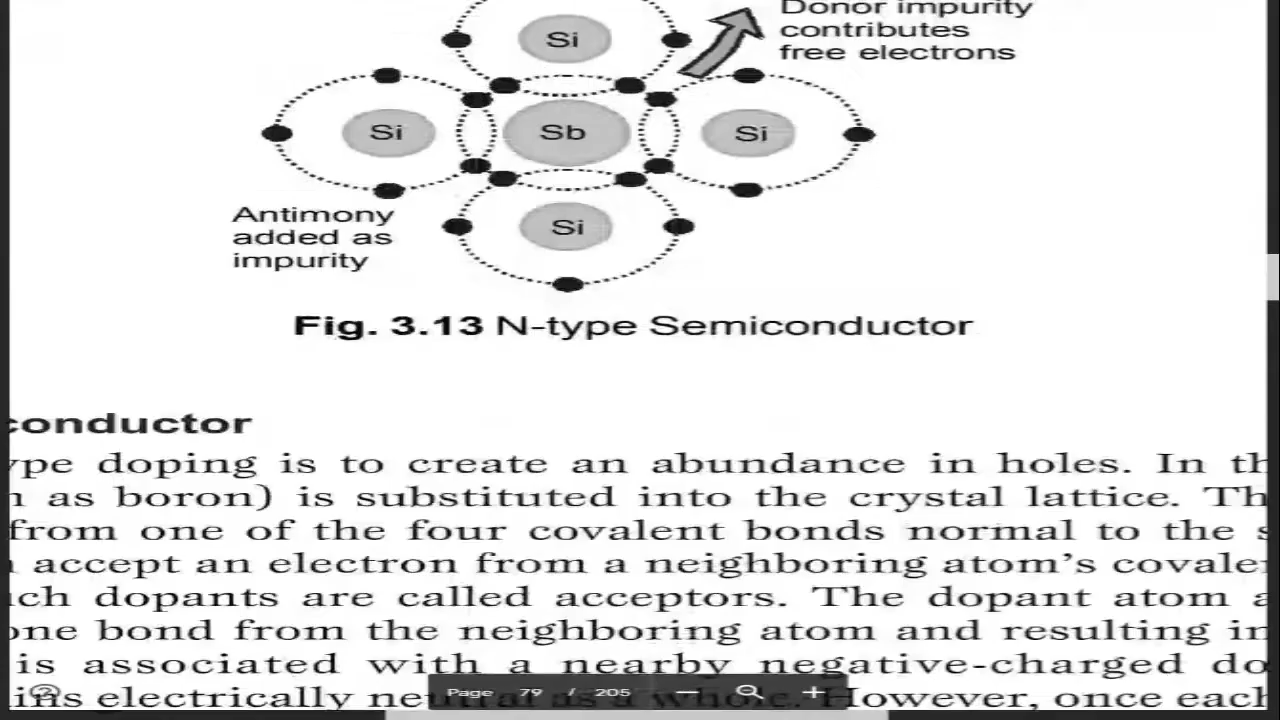 Donor impurity
contributes
free electrons
Si
Si
Sb
Si
Si
Antimony
added as
impurity
Fig. 3.13 N-type Semiconductor
conductor
ype doping is to create an abundance in holes. In th
as boron) is substituted into the crystal lattice. Th
from one of the four covalent bonds normal to the s
accept an electron from a neighboring atom's covale
ich dopants are called acceptors. The dopant atom a
one bond from the neighboring atom and resulting in
is associated with a nearby negative-charged do
ins electrically neutral as a whole. However, once each
Page 79 / 205